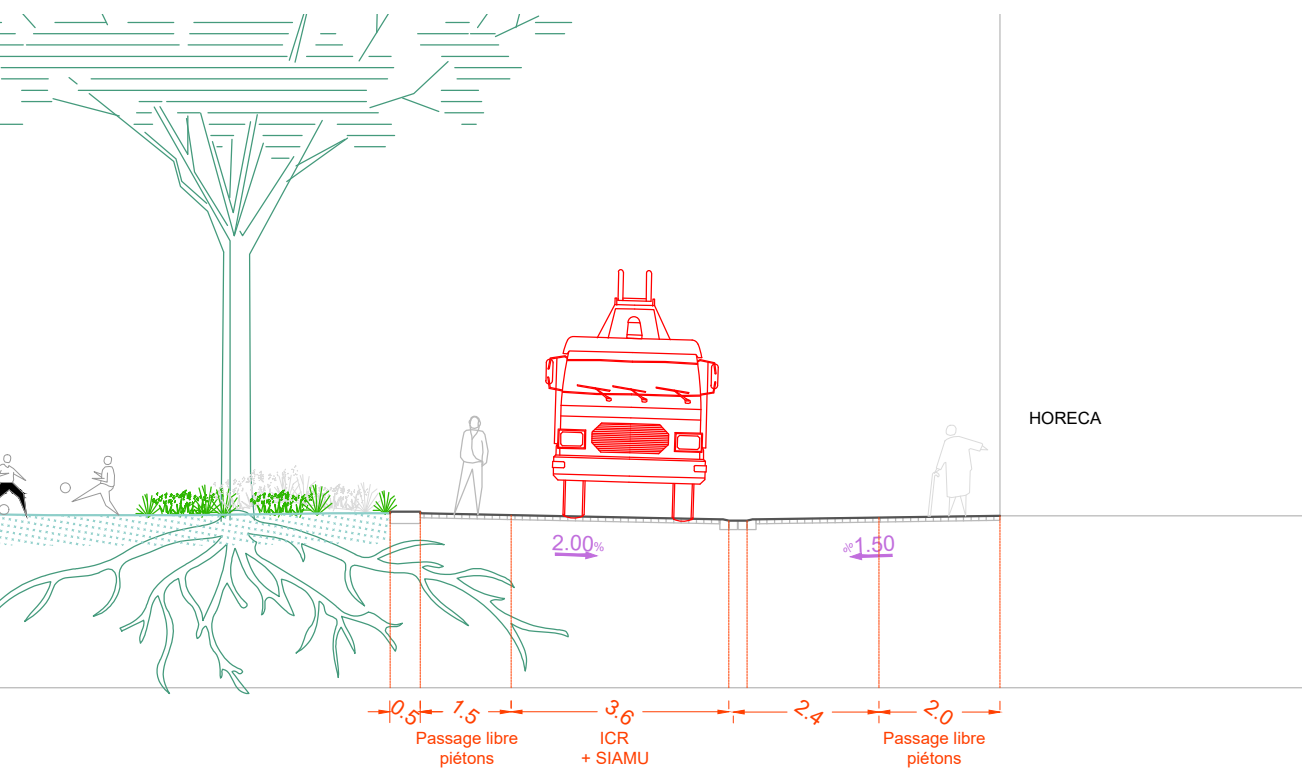 HORECA
2.00%
%1.50
0.5
1.5
3.6
2.4
2.0
Passage libre
piétons
ICR
+ SIAMU
Passage libre
piétons